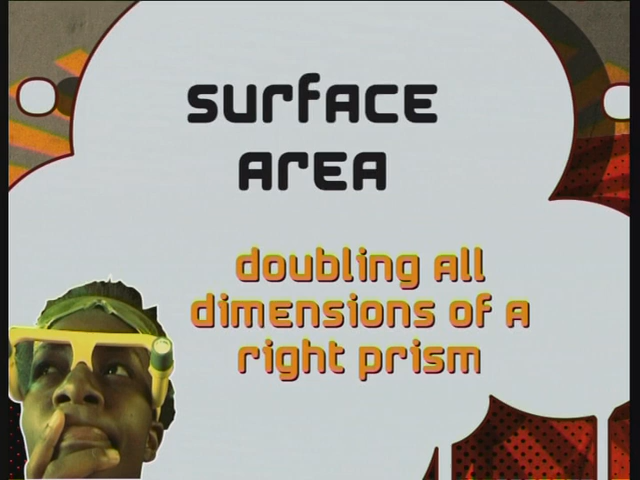 surfACE
ArEA
doubling All
dimEnsions of A
right prism